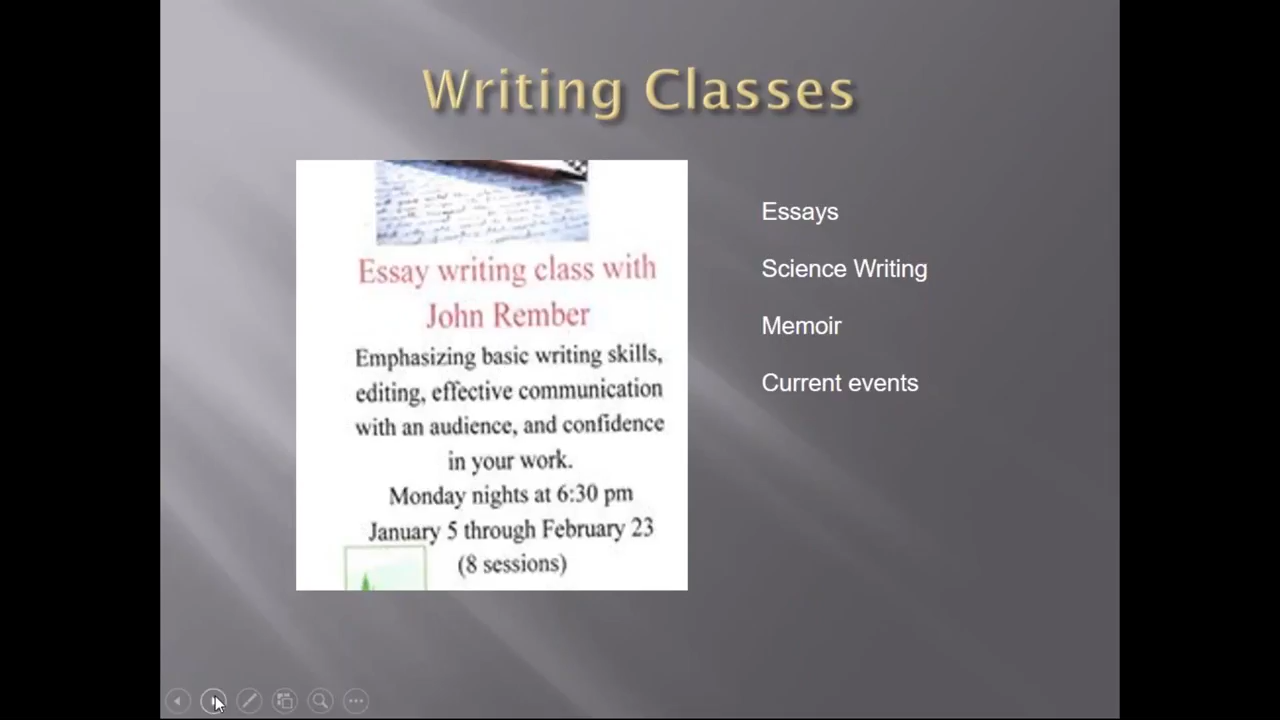 Writing Classes
Essay writing class with
John Rember
Emphasizing basic writing skills,
editing, effective communication
with an audience, and confidence
in your work.
Monday nights at 6:30 pm
January 5 through February 23
(8 sessions)
Essays
Science Writing
Memoir
Current events